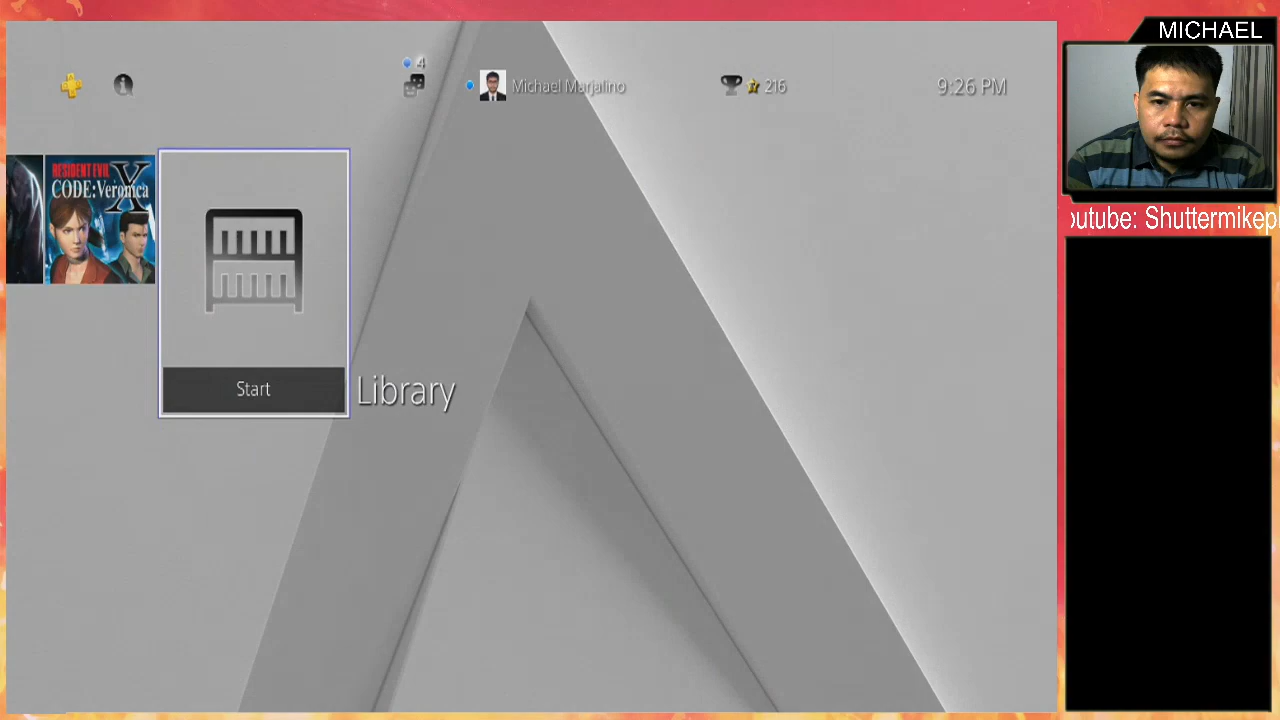 MICHAEL
4
Michael Marjalino
216
9:26 PM
RESIDENT EVIL
CODE:Veronica
X
outube: Shuttermikep
Start
Library